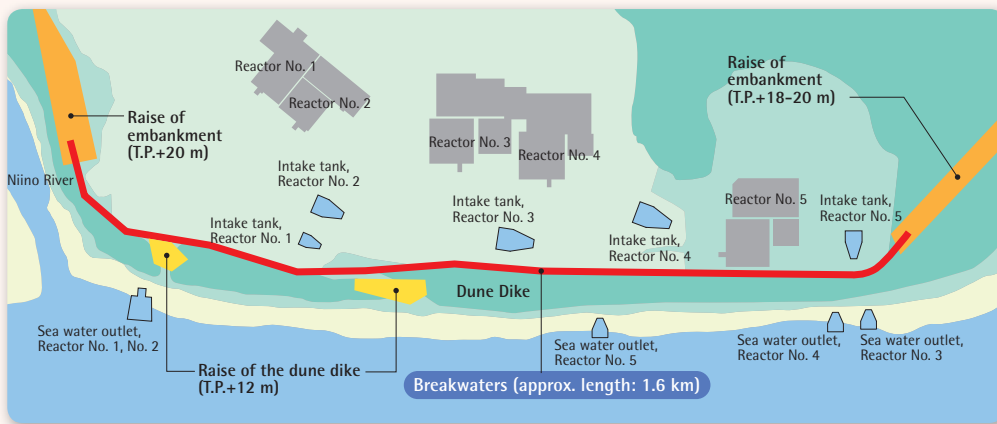 Reactor No. 1
Reactor No. 2
Raise of
embankment
(T.P.+20 m)
Niino River
Reactor No. 3
Reactor No. 4
Raise of
embankment
(T.P.+18-20 m)
Intake tank,
Reactor No. 2
Intake tank,
Reactor No. 1
Intake tank,
Reactor No. 3
Intake tank,
Reactor No. 4
Reactor No. 5
Intake tank,
Reactor No. 5
Dune Dike
Sea water outlet,
Reactor No. 1, No. 2
Raise of the dune dike
(T.P.+12 m)
Sea water outlet,
Reactor No. 5
Sea water outlet,
Reactor No. 4
Sea water outlet,
Reactor No. 3
Breakwaters (approx. length: 1.6 km)